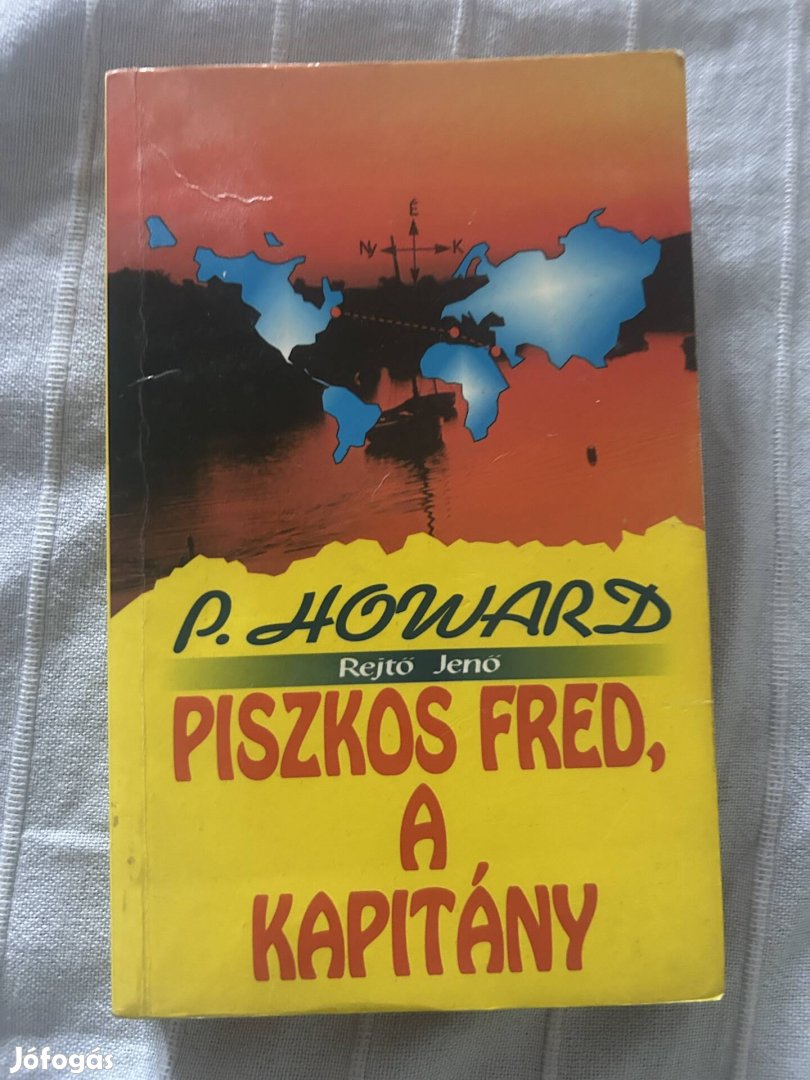 É
Ny K
P. HOWARD
Rejtő Jenő
PISZKOS FRED,
A
KAPITÁNY
Jófogás